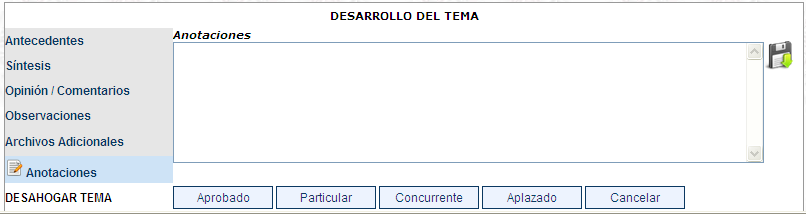 DESARROLLO DEL TEMA
Antecedentes
Síntesis
Opinión / Comentarios
Observaciones
Archivos Adicionales
Anotaciones
Anotaciones
DESAHOGAR TEMA
Aprobado
Particular
Concurrente
Aplazado
Cancelar